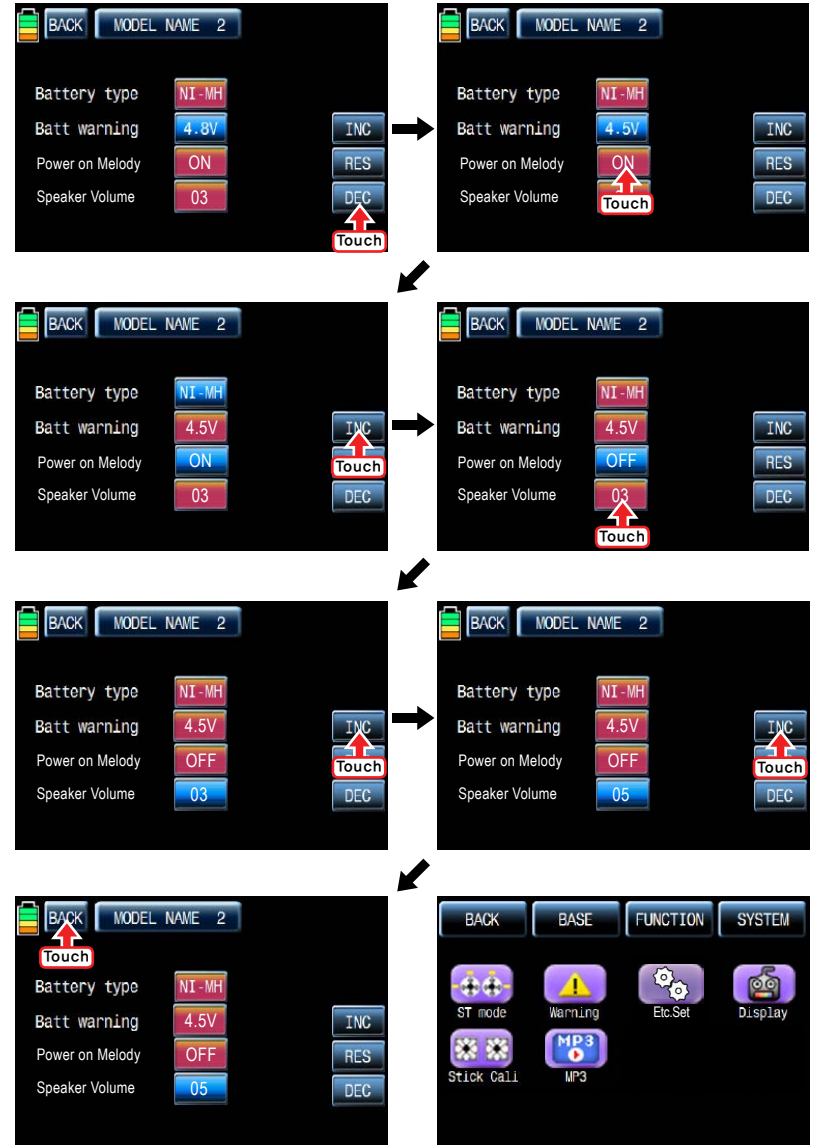 BACK MODEL NAME 2
Battery type NI-MH
Batt warning 4.8V INC
Power on Melody ON RES
Speaker Volume 03 DEC
Touch
BACK MODEL NAME 2
Battery type NI-MH
Batt warning 4.5V INC
Power on Melody ON RES
Speaker Volume DEC
Touch
BACK MODEL NAME 2
Battery type NI-MH
Batt warning 4.5V INC
Power on Melody ON Touch
Speaker Volume 03 DEC
BACK MODEL NAME 2
Battery type NI-MH
Batt warning 4.5V INC
Power on Melody OFF RES
Speaker Volume 03 DEC
Touch
BACK MODEL NAME 2
Battery type NI-MH
Batt warning 4.5V INC
Power on Melody OFF Touch
Speaker Volume 03 DEC
BACK MODEL NAME 2
Battery type NI-MH
Batt warning 4.5V INC
Power on Melody OFF Touch
Speaker Volume 05 DEC
BACK MODEL NAME 2
Touch
Battery type NI-MH
Batt warning 4.5V INC
Power on Melody OFF RES
Speaker Volume 05 DEC
BACK BASE FUNCTION SYSTEM
ST mode Warning Etc.Set Display
MP3
Stick Cali MP3